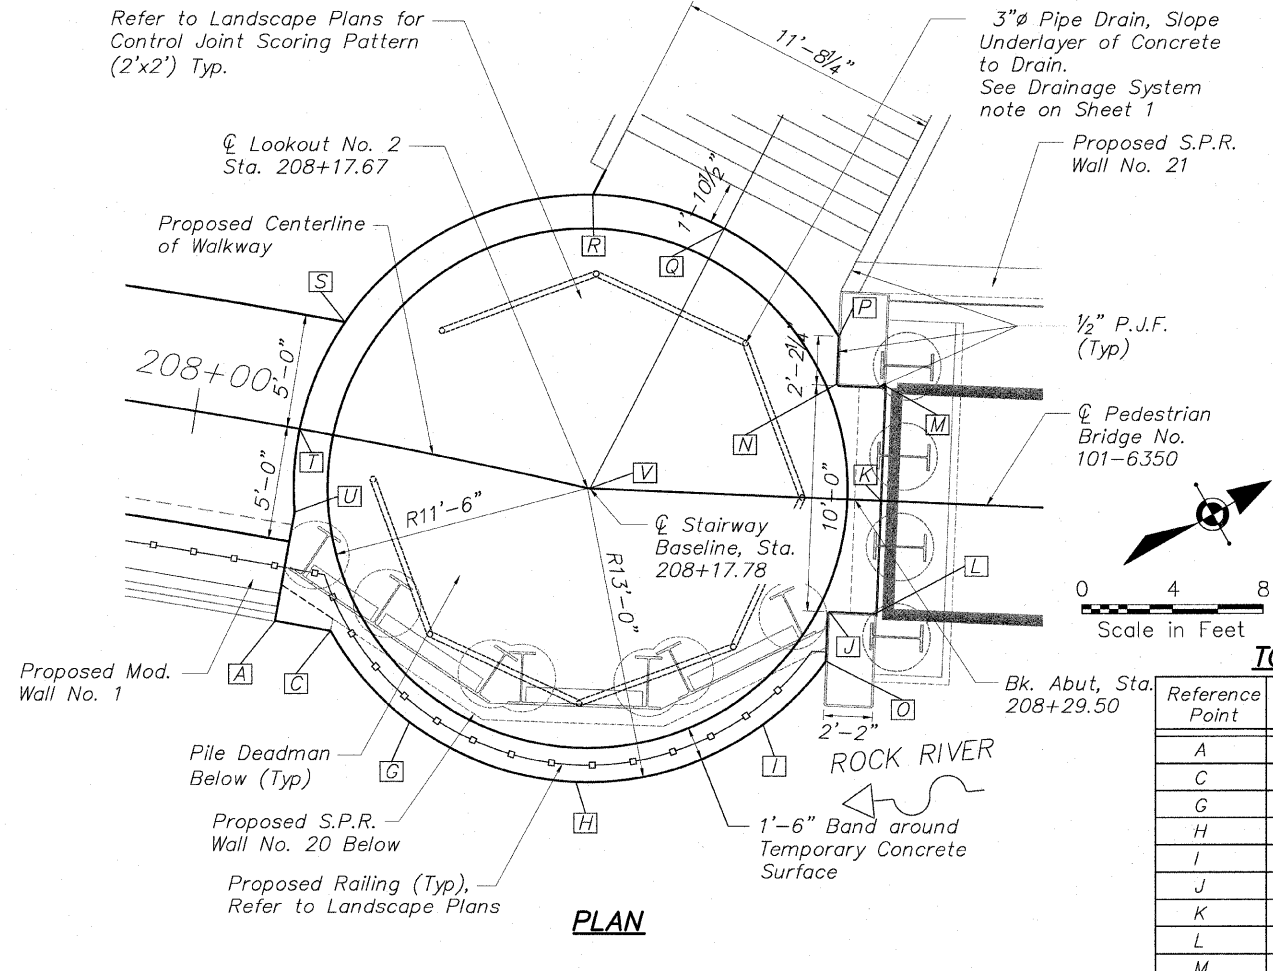 Refer to Landscape Plans for
Control Joint Scoring Pattern
(2'x2') Typ.
11'-8¼"
3"ø Pipe Drain, Slope
Underlayer of Concrete
to Drain.
See Drainage System
note on Sheet 1
℄ Lookout No. 2
Sta. 208+17.67
Proposed S.P.R.
Wall No. 21
1'-10½"
Proposed Centerline
of Walkway
R
Q
S
P
½" P.J.F.
(Typ)
2'-2¼"
208+00
5'-0"
5'-0"
N
M
℄ Pedestrian
Bridge No.
101-6350
T
V
K
U
R11'-6"
10'-0"
℄ Stairway
Baseline, Sta.
208+17.78
R13'-0"
L
0 4 8
Scale in Feet
J
A
C
Proposed Mod.
Wall No. 1
O
Bk. Abut, Sta.
208+29.50
2'-2"
Pile Deadman
Below (Typ)
G
I
ROCK RIVER
H
Proposed S.P.R.
Wall No. 20 Below
1'-6" Band around
Temporary Concrete
Surface
Proposed Railing (Typ),
Refer to Landscape Plans
PLAN
Reference
Point
A
C
G
H
I
J
K
L
M